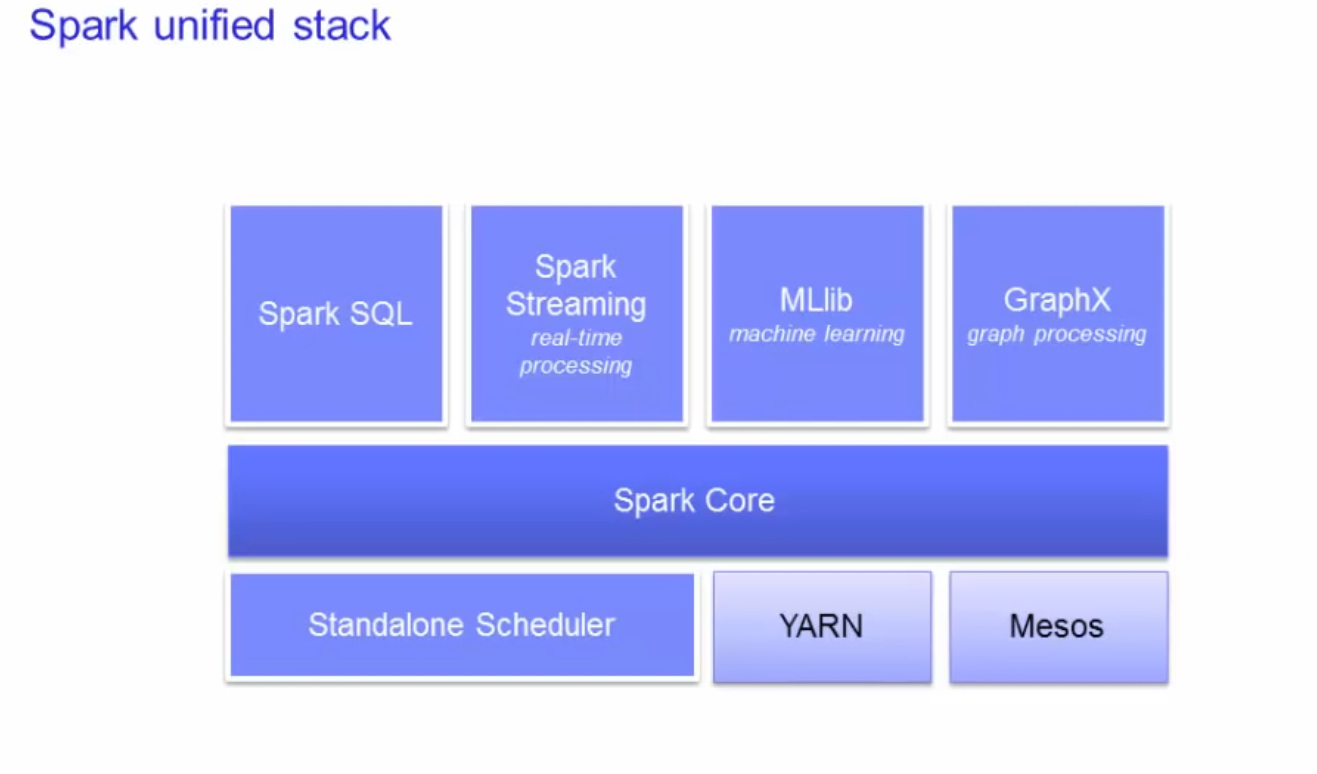 Spark unified stack
Spark SQL
Spark
Streaming
real-time
processing
MLlib
machine learning
GraphX
graph processing
Spark Core
Standalone Scheduler
YARN
Mesos